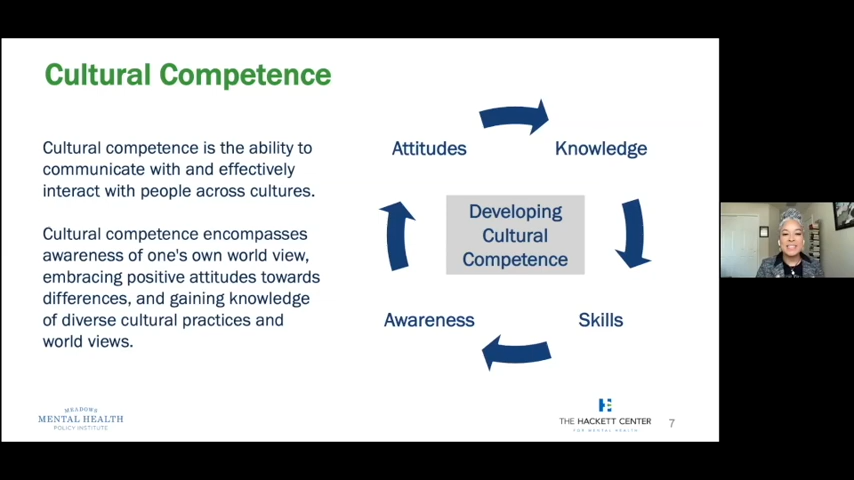 Cultural Competence
Cultural competence is the ability to
communicate with and effectively
interact with people across cultures.
Cultural competence encompasses
awareness of one's own world view,
embracing positive attitudes towards
differences, and gaining knowledge
of diverse cultural practices and
world views.
Attitudes
Knowledge
Developing
Cultural
Competence
Awareness
Skills
MEADOWS
MENTAL HEALTH
POLICY INSTITUTE
THE HACKETT CENTER
FOR MENTAL HEALTH
7